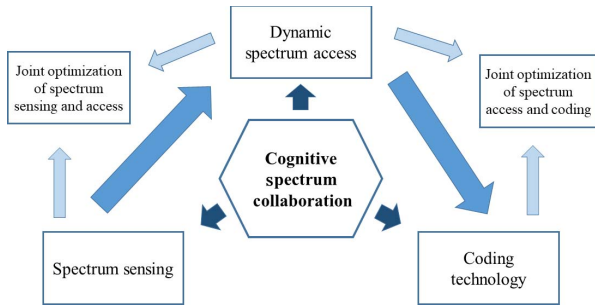 Dynamic
spectrum access
Joint optimization
of spectrum
sensing and access
Joint optimization
of spectrum
access and coding
Cognitive
spectrum
collaboration
Spectrum sensing
Coding
technology